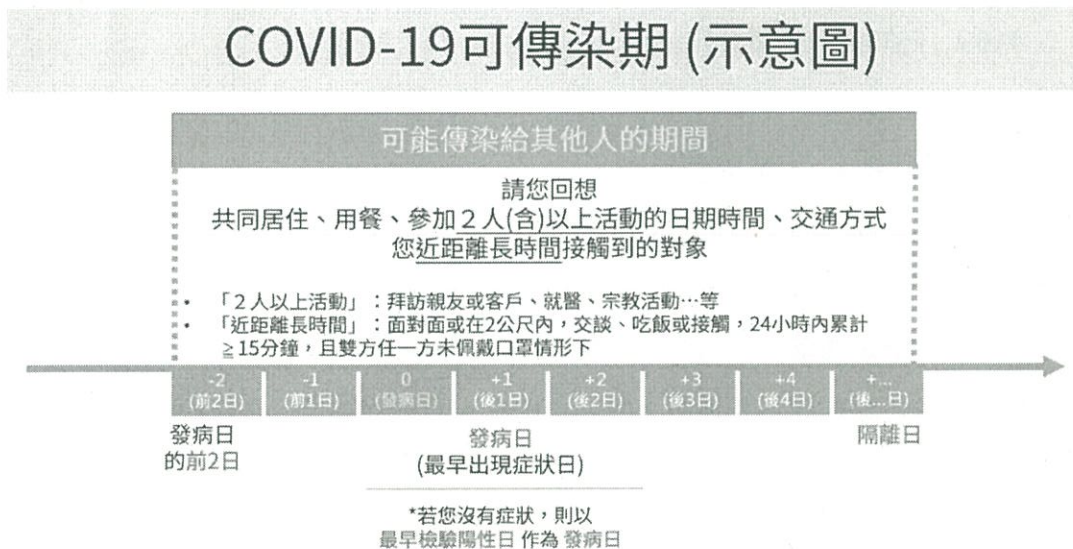 COVID-19可傳染期 (示意圖)
可能傳染給其他人的期間
請您回想
共同居住、用餐、參加２人(含)以上活動的日期時間、交通方式
您近距離長時間接觸到的對象
• 「２人以上活動」：拜訪親友或客戶、就醫、宗教活動…等
• 「近距離長時間」：面對面或在2公尺內，交談、吃飯或接觸，24小時內累計
≧15分鐘，且雙方任一方未佩戴口罩情形下
-2 -1 0 +1 +2 +3 +4 +...
(前2日) (前1日) (發病日) (後1日) (後2日) (後3日) (後4日) (後...日)
發病日 發病日 隔離日
的前2日 (最早出現症狀日)
*若您沒有症狀，則以
最早檢驗陽性日 作為 發病日